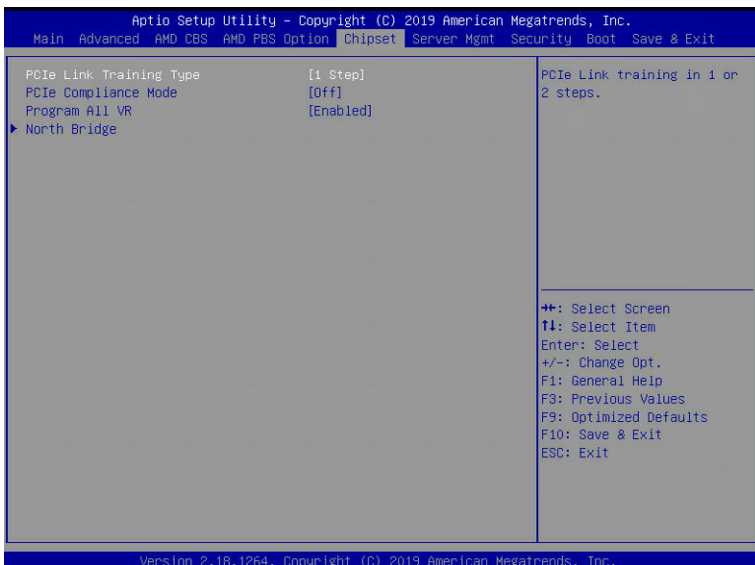 Aptio Setup Utility – Copyright (C) 2019 American Megatrends, Inc.
Main Advanced AMD CBS AMD PBS Option Chipset Server Mgmt Security Boot Save & Exit
PCIe Link Training Type [1 Step]
PCIe Compliance Mode [Off]
Program All VR [Enabled]
North Bridge
PCIe Link training in 1 or
2 steps.
→←: Select Screen
↑↓: Select Item
Enter: Select
+/-: Change Opt.
F1: General Help
F3: Previous Values
F9: Optimized Defaults
F10: Save & Exit
ESC: Exit
Version 2.18.1264. Copyright (C) 2019 American Megatrends, Inc.